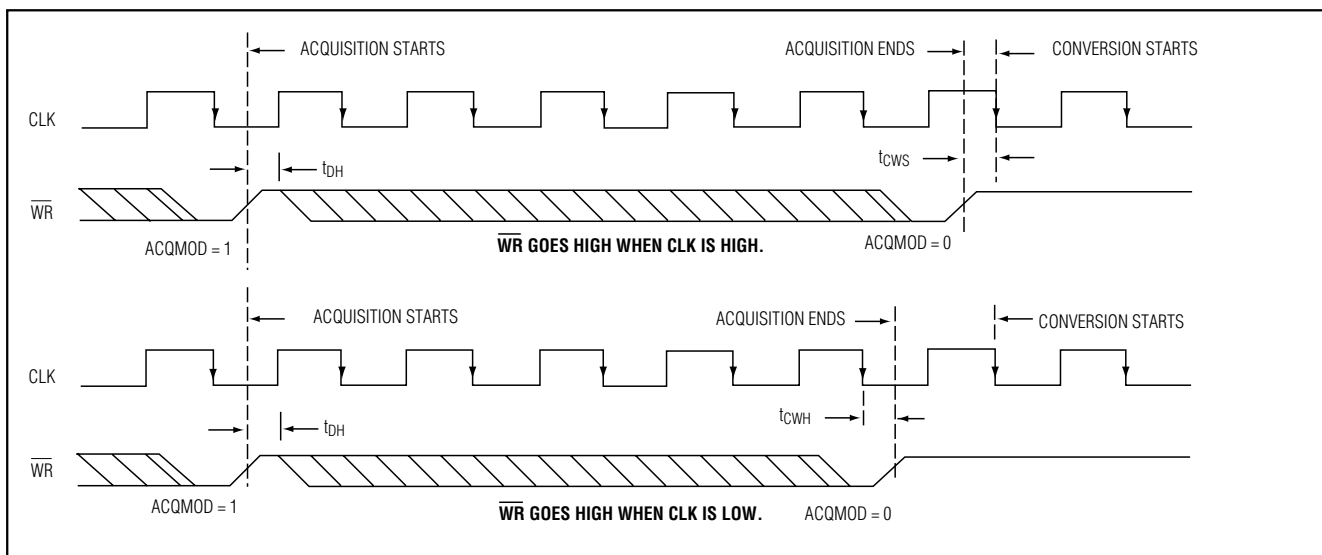 ACQUISITION STARTS
ACQUISITION ENDS
CONVERSION STARTS
CLK
tDH
tCWS
WR
ACQMOD = 1
WR GOES HIGH WHEN CLK IS HIGH.
ACQMOD = 0
ACQUISITION STARTS
ACQUISITION ENDS
CONVERSION STARTS
CLK
tDH
tCWH
WR
ACQMOD = 1
WR GOES HIGH WHEN CLK IS LOW.
ACQMOD = 0